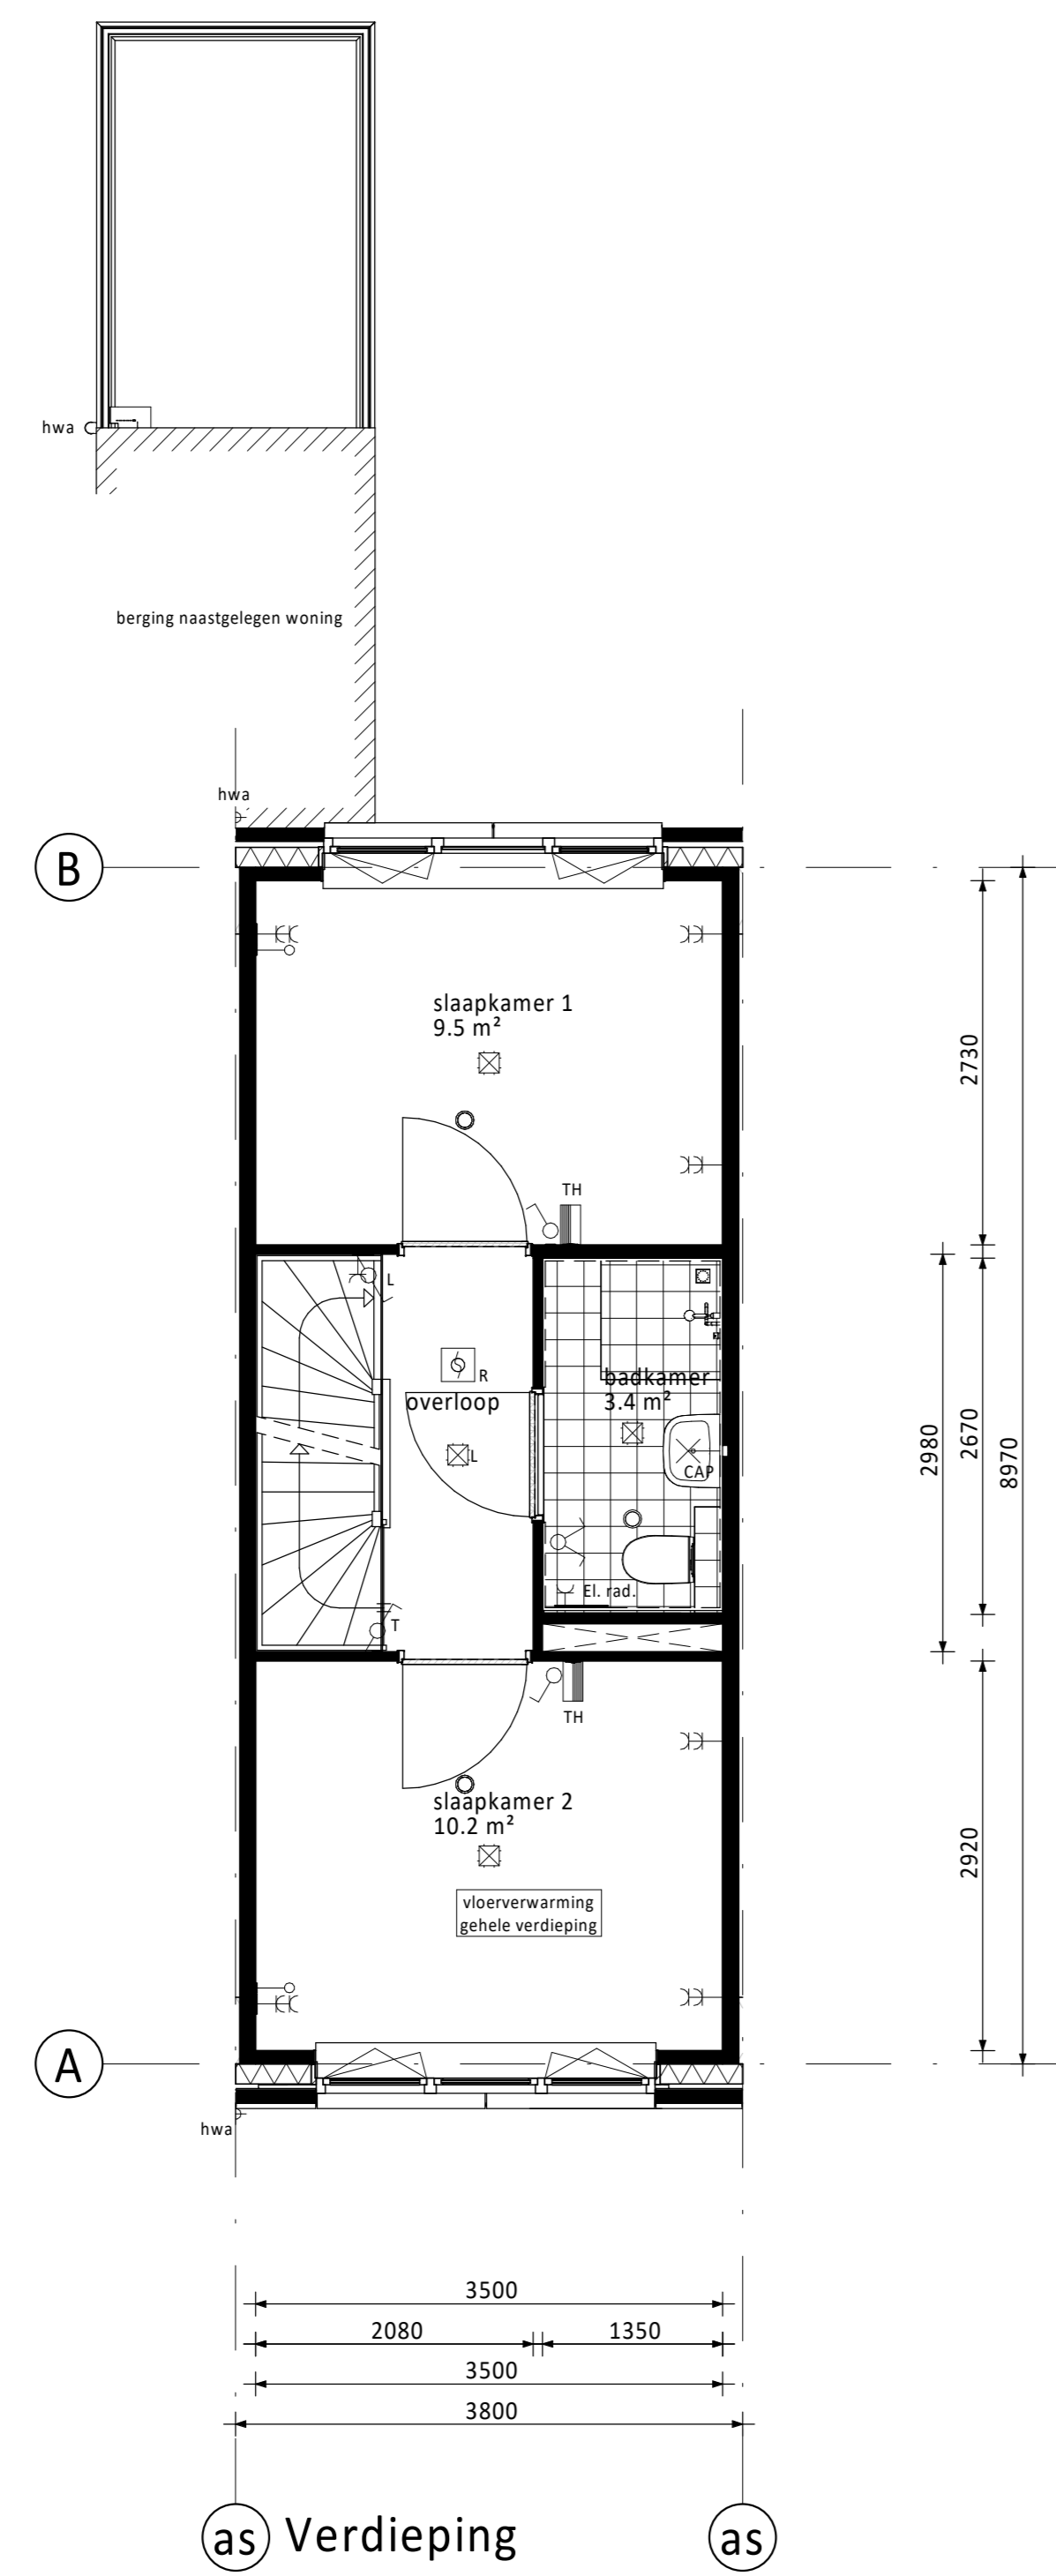 hwa
berging naastgelegen woning
hwa
B
slaapkamer 1
9.5 m²
2730
TH
L
R
overloop
badkamer
3.4 m²
L
CAP
2980
2670
8970
El. rad.
T
TH
slaapkamer 2
10.2 m²
vloerverwarming
gehele verdieping
2920
A
hwa
3500
2080
1350
3500
3800
as
Verdieping
as